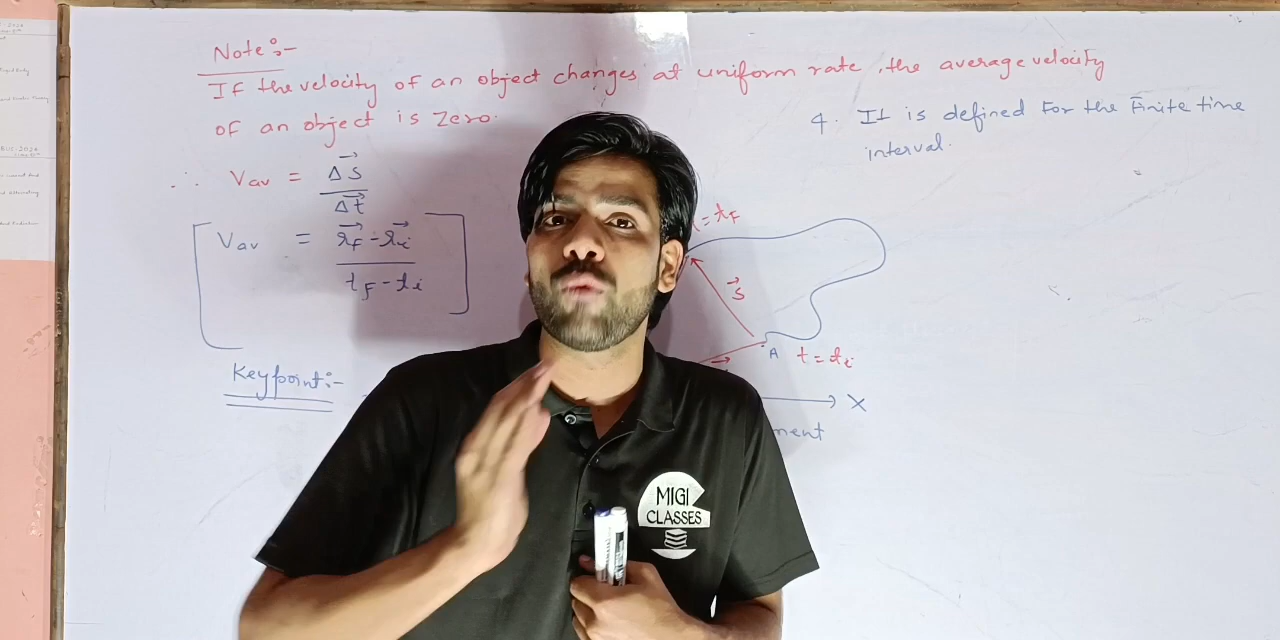 Note:-
If the velocity of an object changes at uniform rate, the average velocity
of an object is zero.
∴ Vav = Δs⃗ / Δt⃗
Vav = r⃗F - r⃗i / tF - ti
Keypoint:-
4. It is defined for the finite time
interval.
= tF
s⃗
A t = ti
X
ment
MIGI
CLASSES